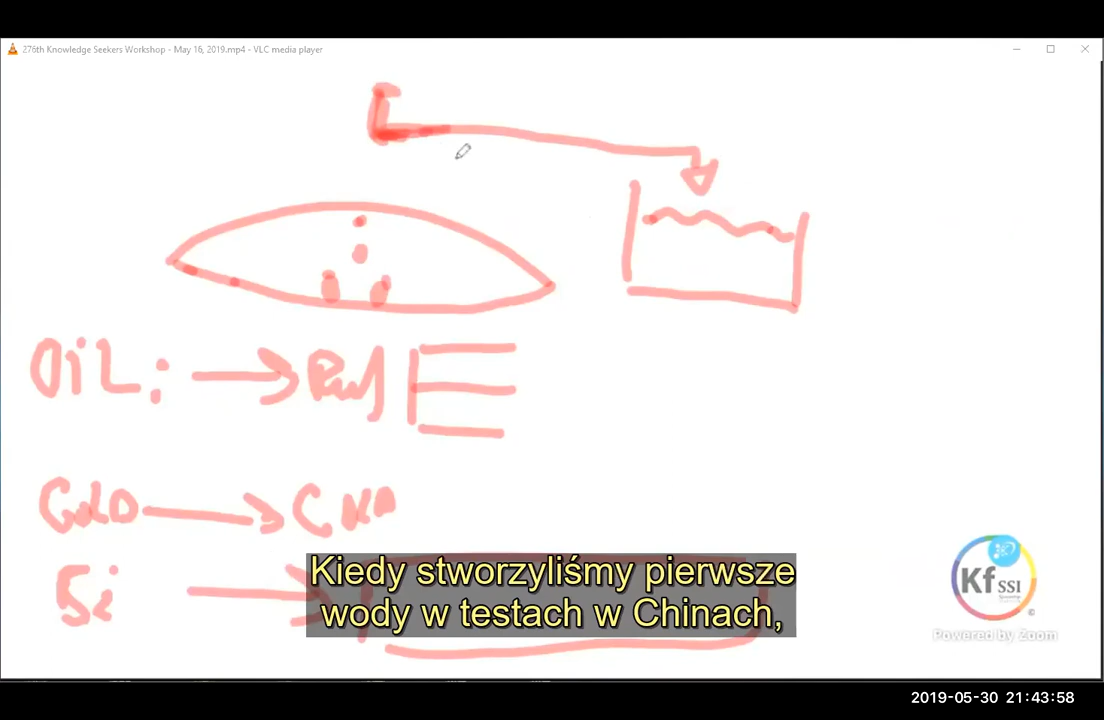 276th Knowledge Seekers Workshop - May 16, 2019.mp4 - VLC media player
OiL:
GOLD
Si
Kiedy stworzyliśmy pierwsze
wody w testach w Chinach,
Kf SSI
Powered by Zoom
2019-05-30 21:43:58